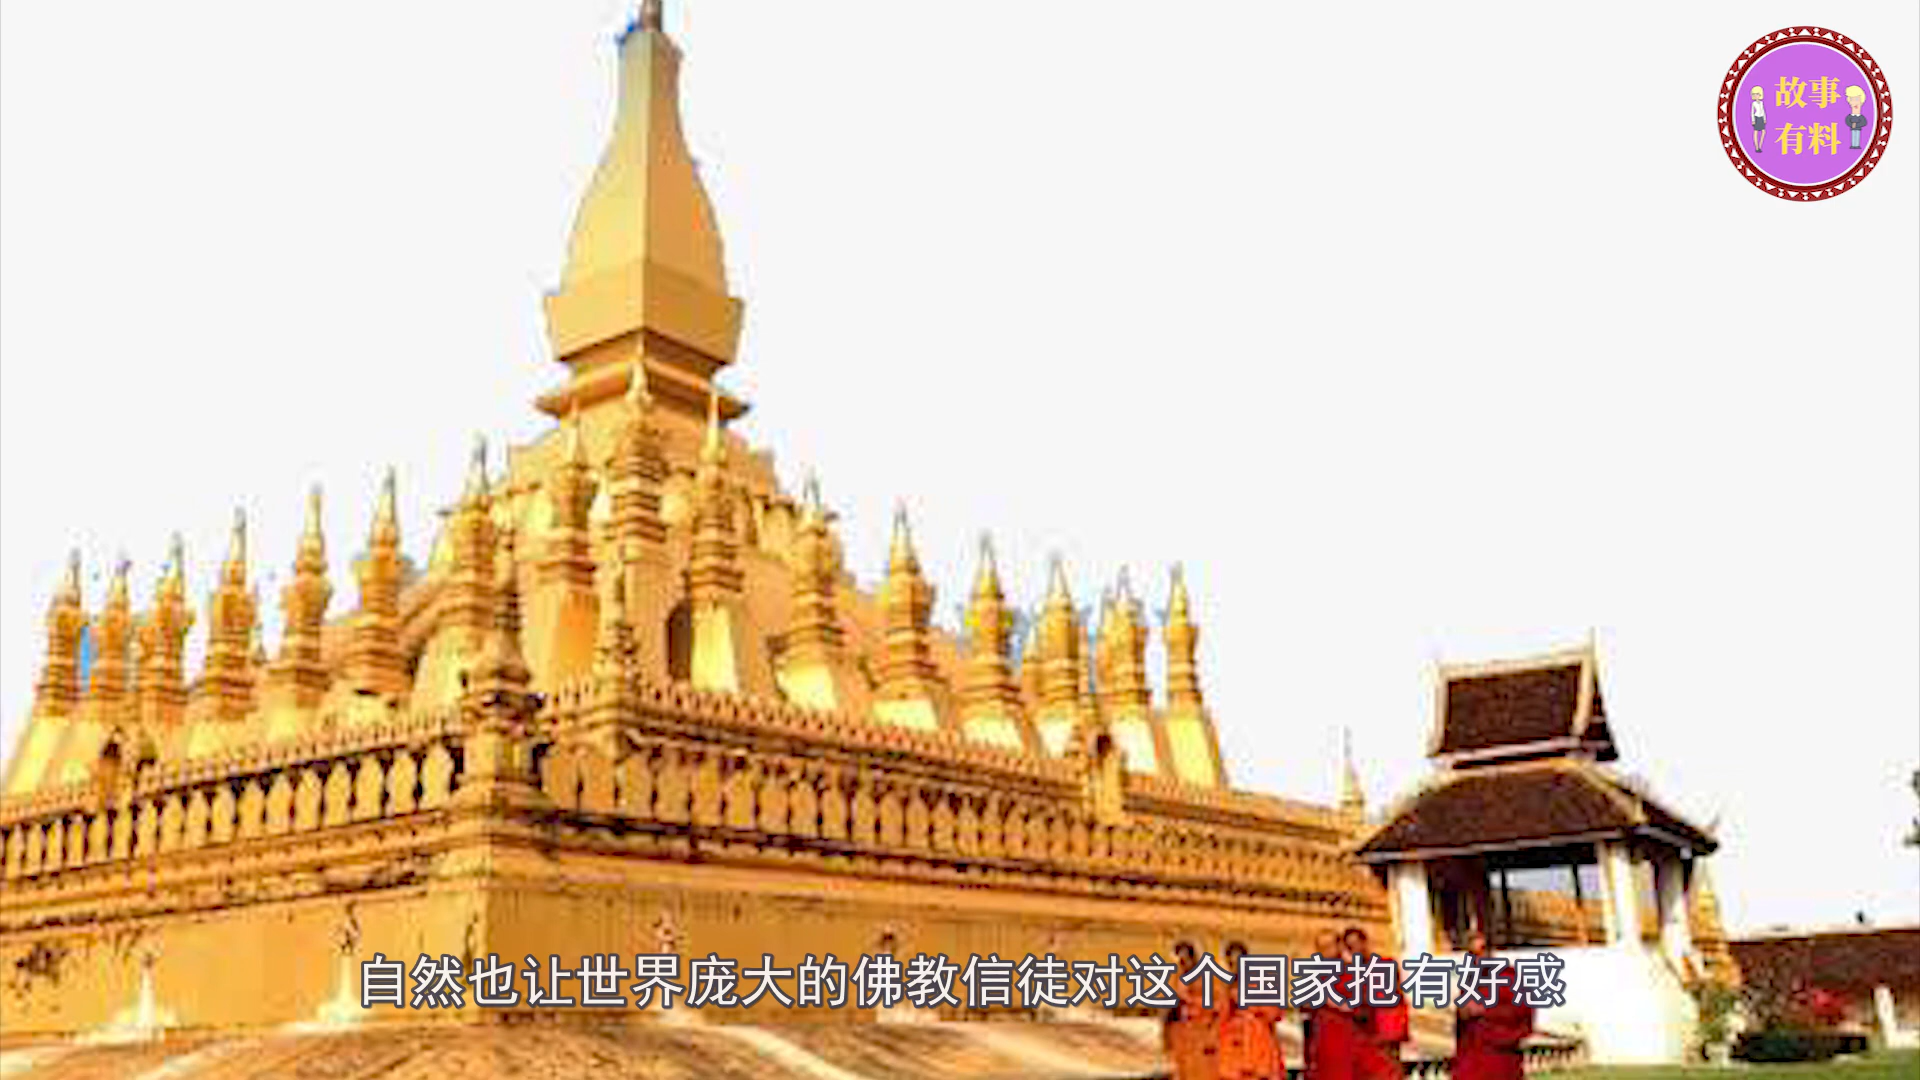 故事
有料
自然也让世界庞大的佛教信徒对这个国家抱有好感